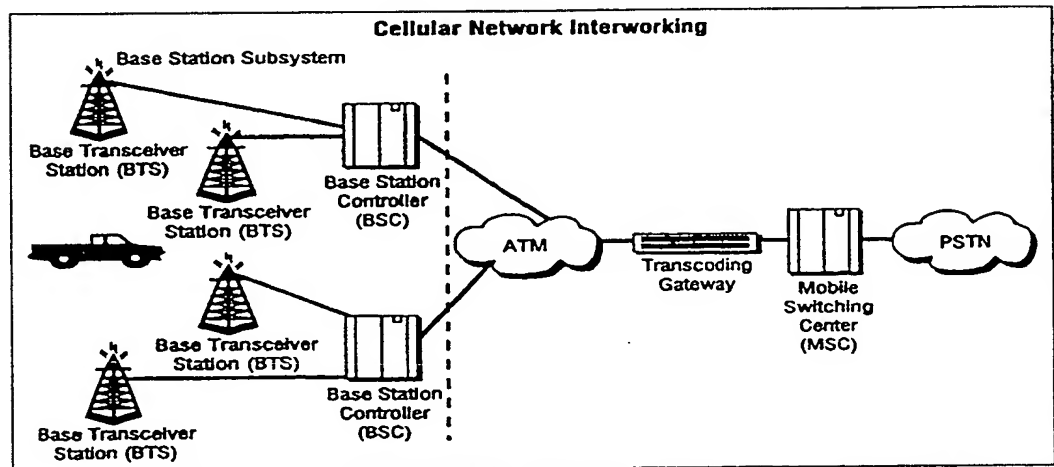 Cellular Network Interworking
Base Station Subsystem
Base Transceiver
Station (BTS)
Base Transceiver
Station (BTS)
Base Station
Controller
(BSC)
ATM
Transcoding
Gateway
Mobile
Switching
Center
(MSC)
PSTN
Base Transceiver
Station (BTS)
Base Transceiver
Station (BTS)
Base Station
Controller
(BSC)